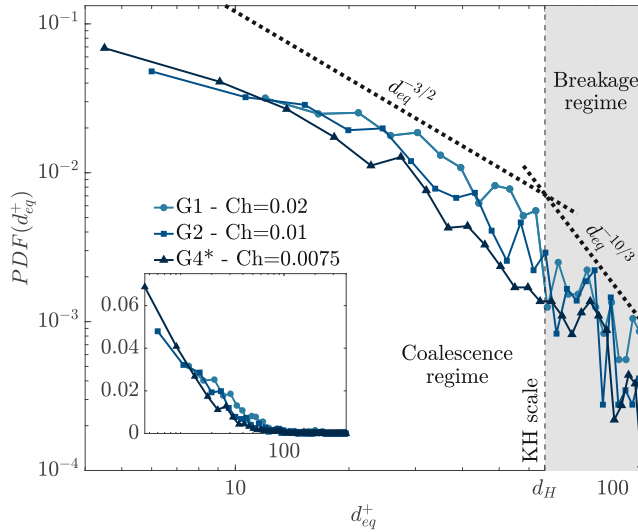 10^{-1}
10^{-2}
10^{-3}
10^{-4}
PDF(d_{eq}^{+})
d_{eq}^{-3/2}
Breakage
regime
d_{eq}^{-10/3}
G1 - Ch=0.02
G2 - Ch=0.01
G4* - Ch=0.0075
0.06
0.04
0.02
0
100
Coalescence
regime
KH scale
10
d_H
100
d_{eq}^{+}